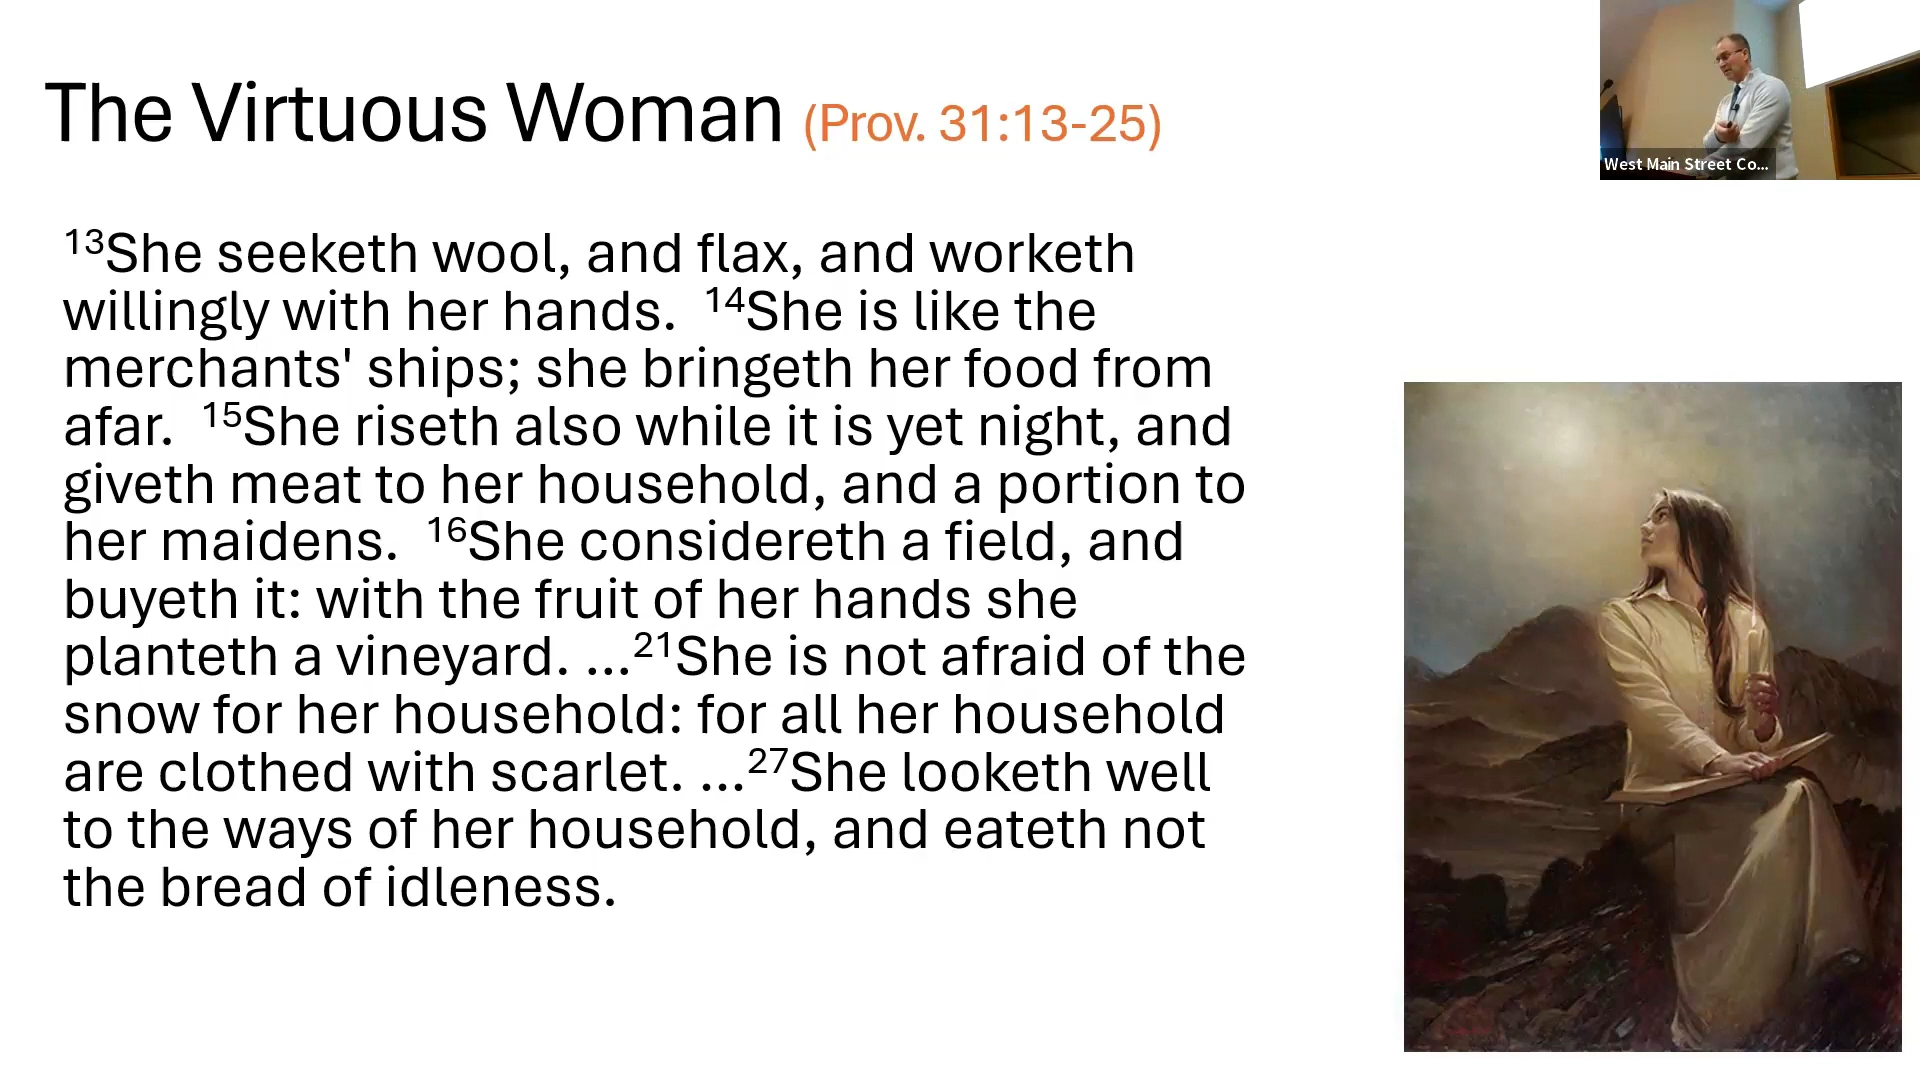 The Virtuous Woman (Prov. 31:13-25)
West Main Street Co...
¹³She seeketh wool, and flax, and worketh
willingly with her hands.  ¹⁴She is like the
merchants' ships; she bringeth her food from
afar.  ¹⁵She riseth also while it is yet night, and
giveth meat to her household, and a portion to
her maidens.  ¹⁶She considereth a field, and
buyeth it: with the fruit of her hands she
planteth a vineyard. ...²¹She is not afraid of the
snow for her household: for all her household
are clothed with scarlet. ...²⁷She looketh well
to the ways of her household, and eateth not
the bread of idleness.